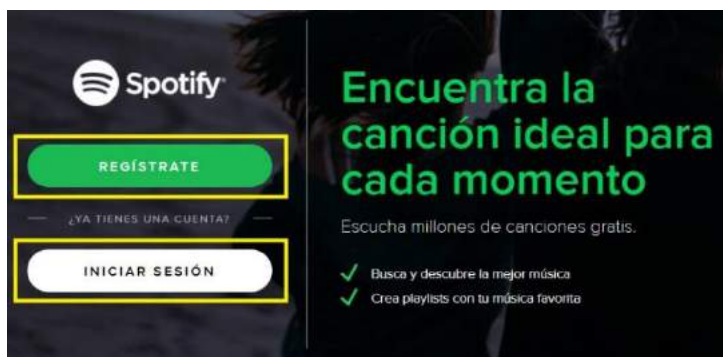 Spotify
REGÍSTRATE
¿YA TIENES UNA CUENTA?
INICIAR SESIÓN
Encuentra la
canción ideal para
cada momento
Escucha millones de canciones gratis.
Busca y descubre la mejor música
Crea playlists con tu música favorita